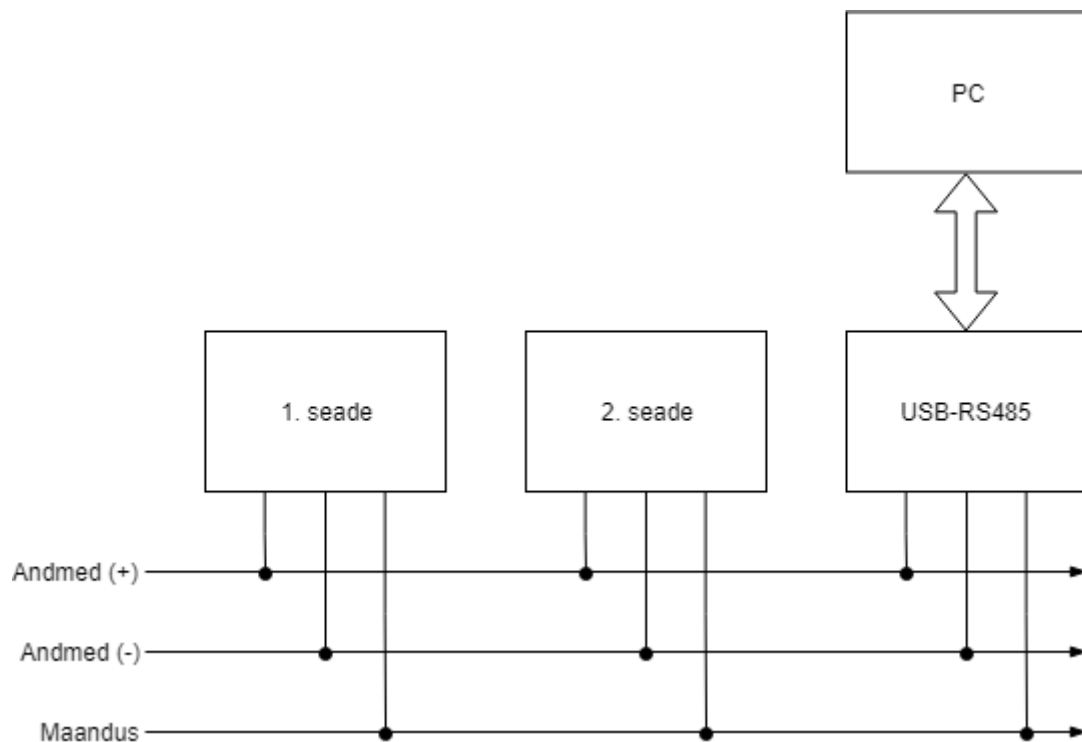 PC
1. seade
2. seade
USB-RS485
Andmed (+)
Andmed (-)
Maandus